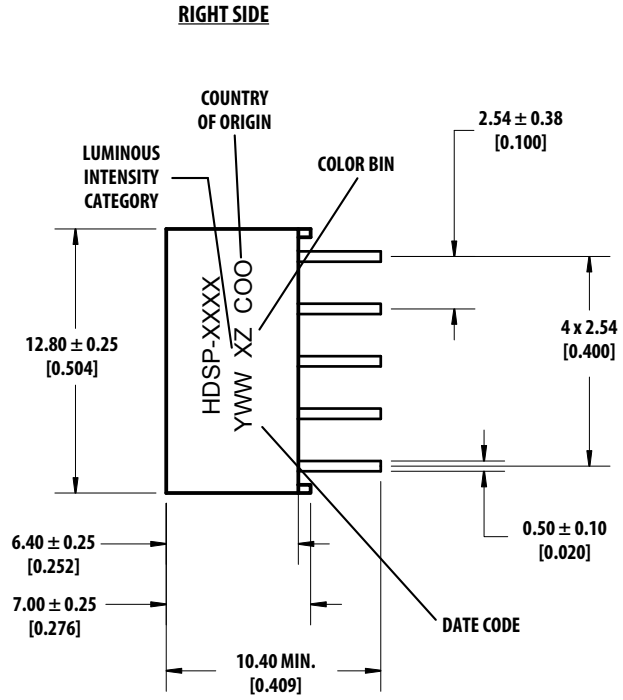 RIGHT SIDE
COUNTRY
OF ORIGIN
2.54 ± 0.38
[0.100]
LUMINOUS
INTENSITY
CATEGORY
COLOR BIN
HDSP-XXXX
YWW XZ COO
12.80 ± 0.25
[0.504]
4 x 2.54
[0.400]
6.40 ± 0.25
[0.252]
0.50 ± 0.10
[0.020]
7.00 ± 0.25
[0.276]
DATE CODE
10.40 MIN.
[0.409]